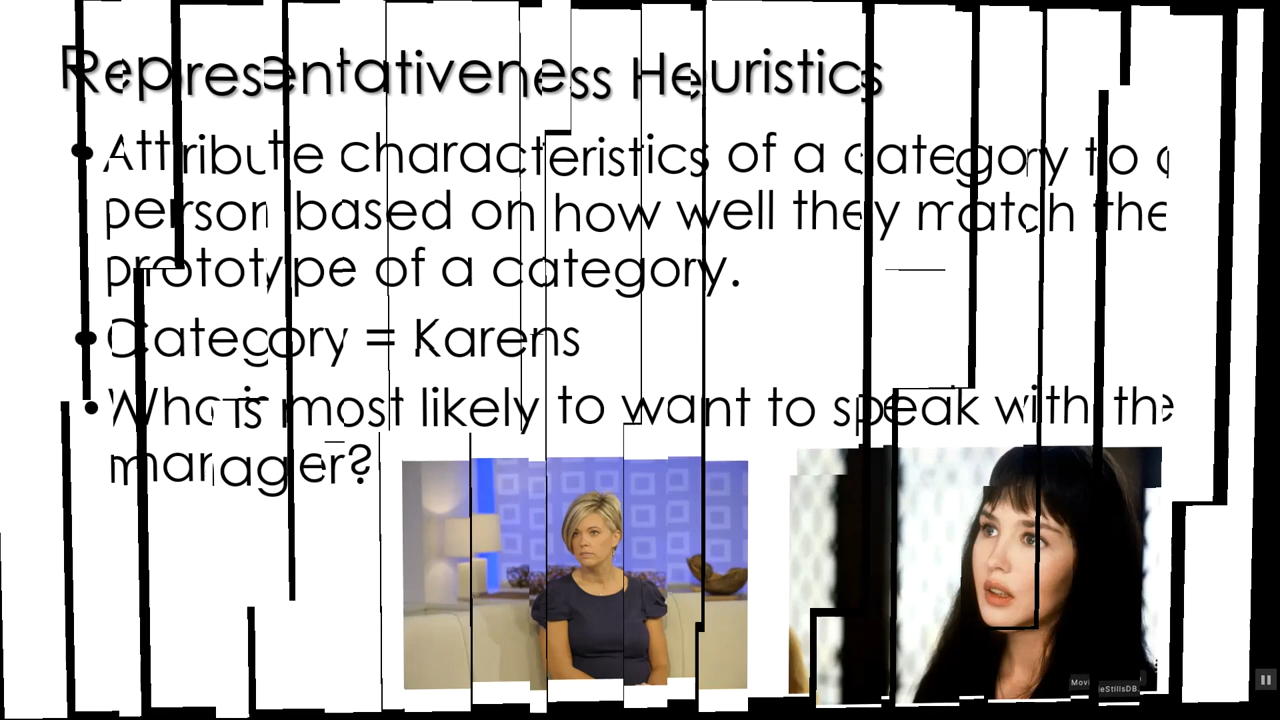 Representativeness Heuristics
• Attribute characteristics of a category to a
person based on how well they match the
prototype of a category.
• Category = Karens
• Who is most likely to want to speak with the
manager?
MovieStillsDB